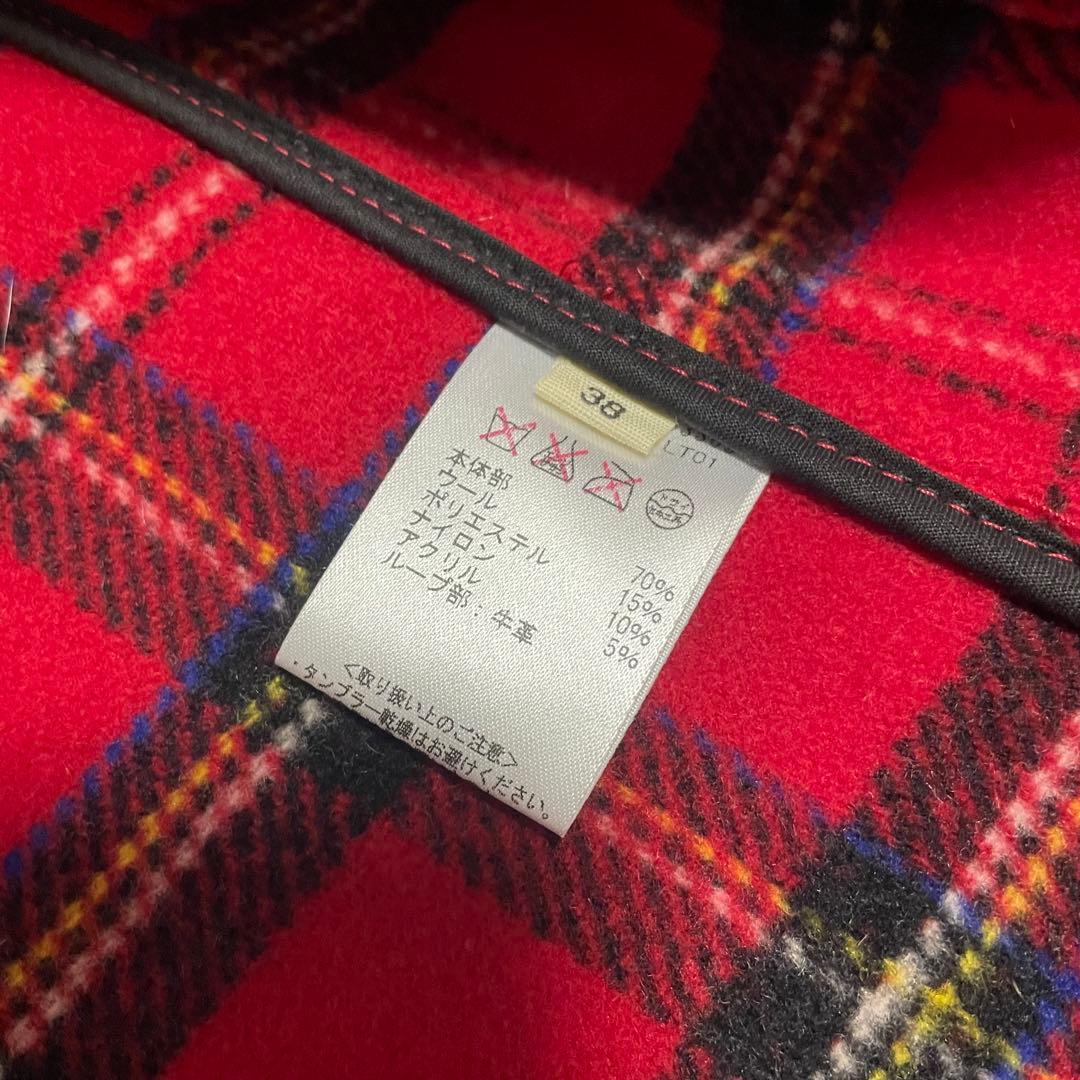 38
LT01
本体部
ウール 70%
ポリエステル 15%
ナイロン 10%
アクリル 5%
ループ部：牛革
<取り扱い上のご注意>
・タンブラー乾燥はお避けください。